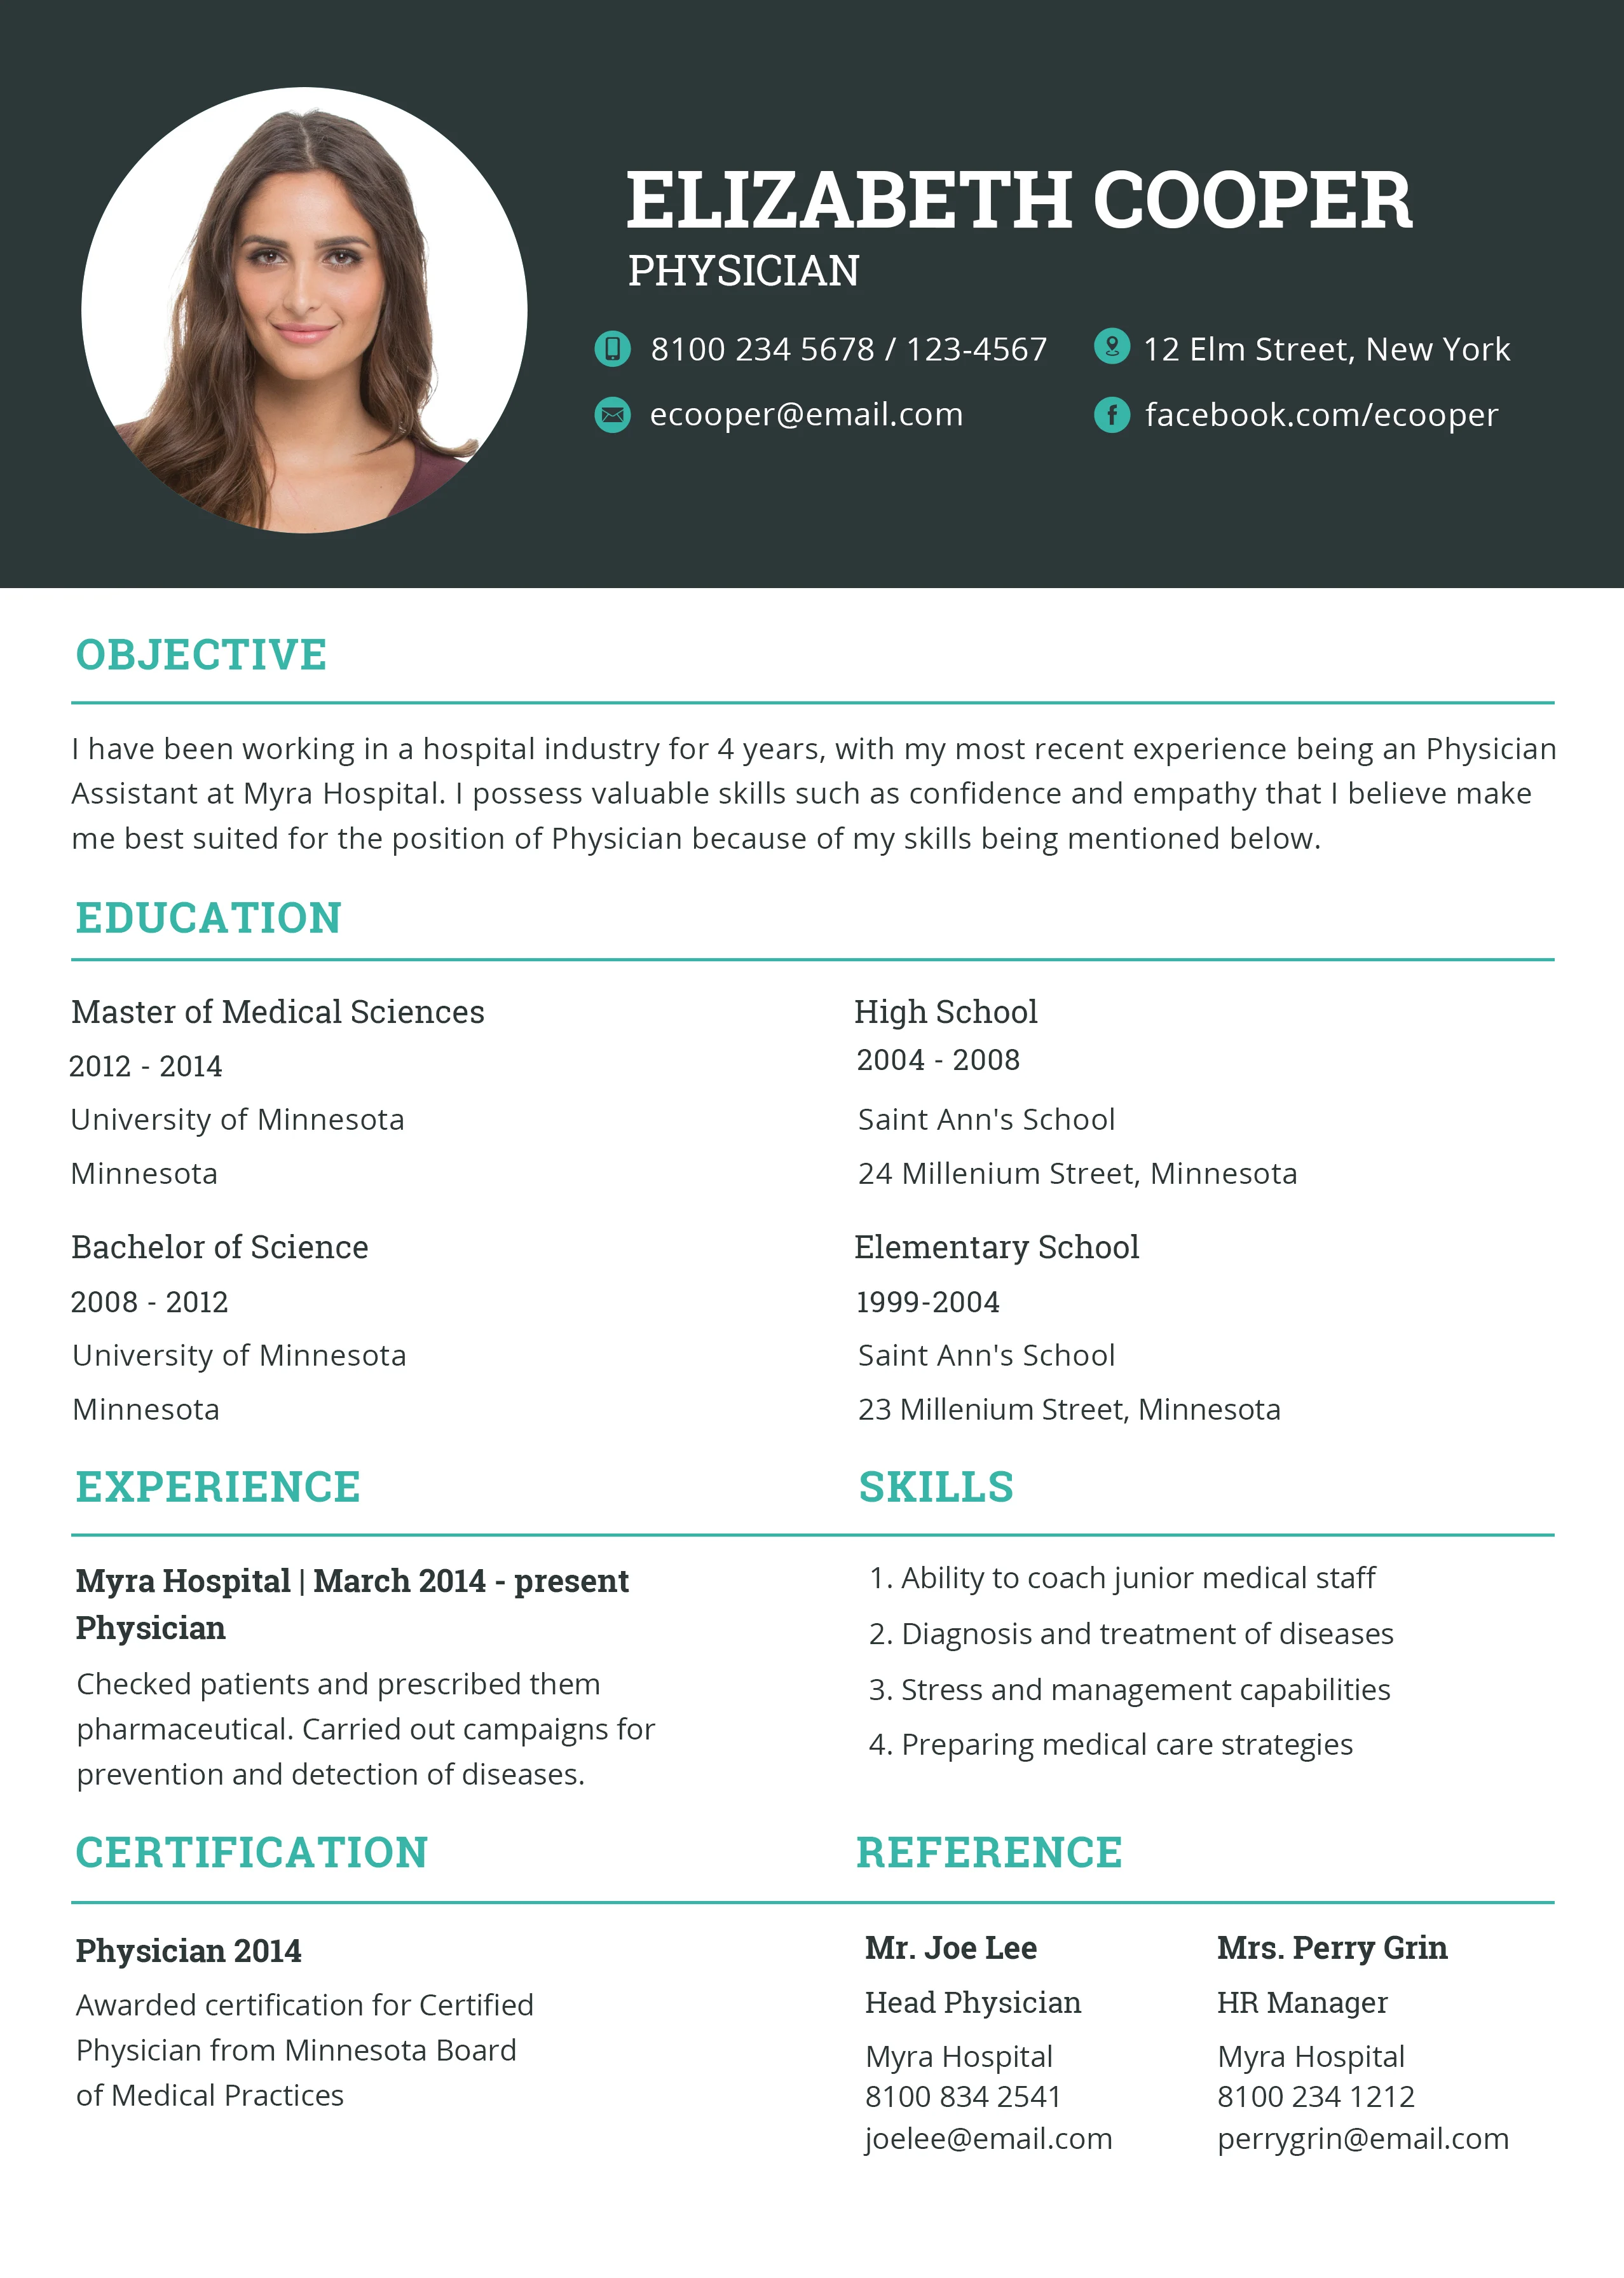 ELIZABETH COOPER
PHYSICIAN
8100 234 5678 / 123-4567
12 Elm Street, New York
ecooper@email.com
facebook.com/ecooper
OBJECTIVE
I have been working in a hospital industry for 4 years, with my most recent experience being an Physician
Assistant at Myra Hospital. I possess valuable skills such as confidence and empathy that I believe make
me best suited for the position of Physician because of my skills being mentioned below.
EDUCATION
Master of Medical Sciences
2012 - 2014
University of Minnesota
Minnesota
Bachelor of Science
2008 - 2012
University of Minnesota
Minnesota
High School
2004 - 2008
Saint Ann's School
24 Millenium Street, Minnesota
Elementary School
1999-2004
Saint Ann's School
23 Millenium Street, Minnesota
EXPERIENCE
Myra Hospital | March 2014 - present
Physician
Checked patients and prescribed them
pharmaceutical. Carried out campaigns for
prevention and detection of diseases.
SKILLS
1. Ability to coach junior medical staff
2. Diagnosis and treatment of diseases
3. Stress and management capabilities
4. Preparing medical care strategies
CERTIFICATION
Physician 2014
Awarded certification for Certified
Physician from Minnesota Board
of Medical Practices
REFERENCE
Mr. Joe Lee
Head Physician
Myra Hospital
8100 834 2541
joelee@email.com
Mrs. Perry Grin
HR Manager
Myra Hospital
8100 234 1212
perrygrin@email.com